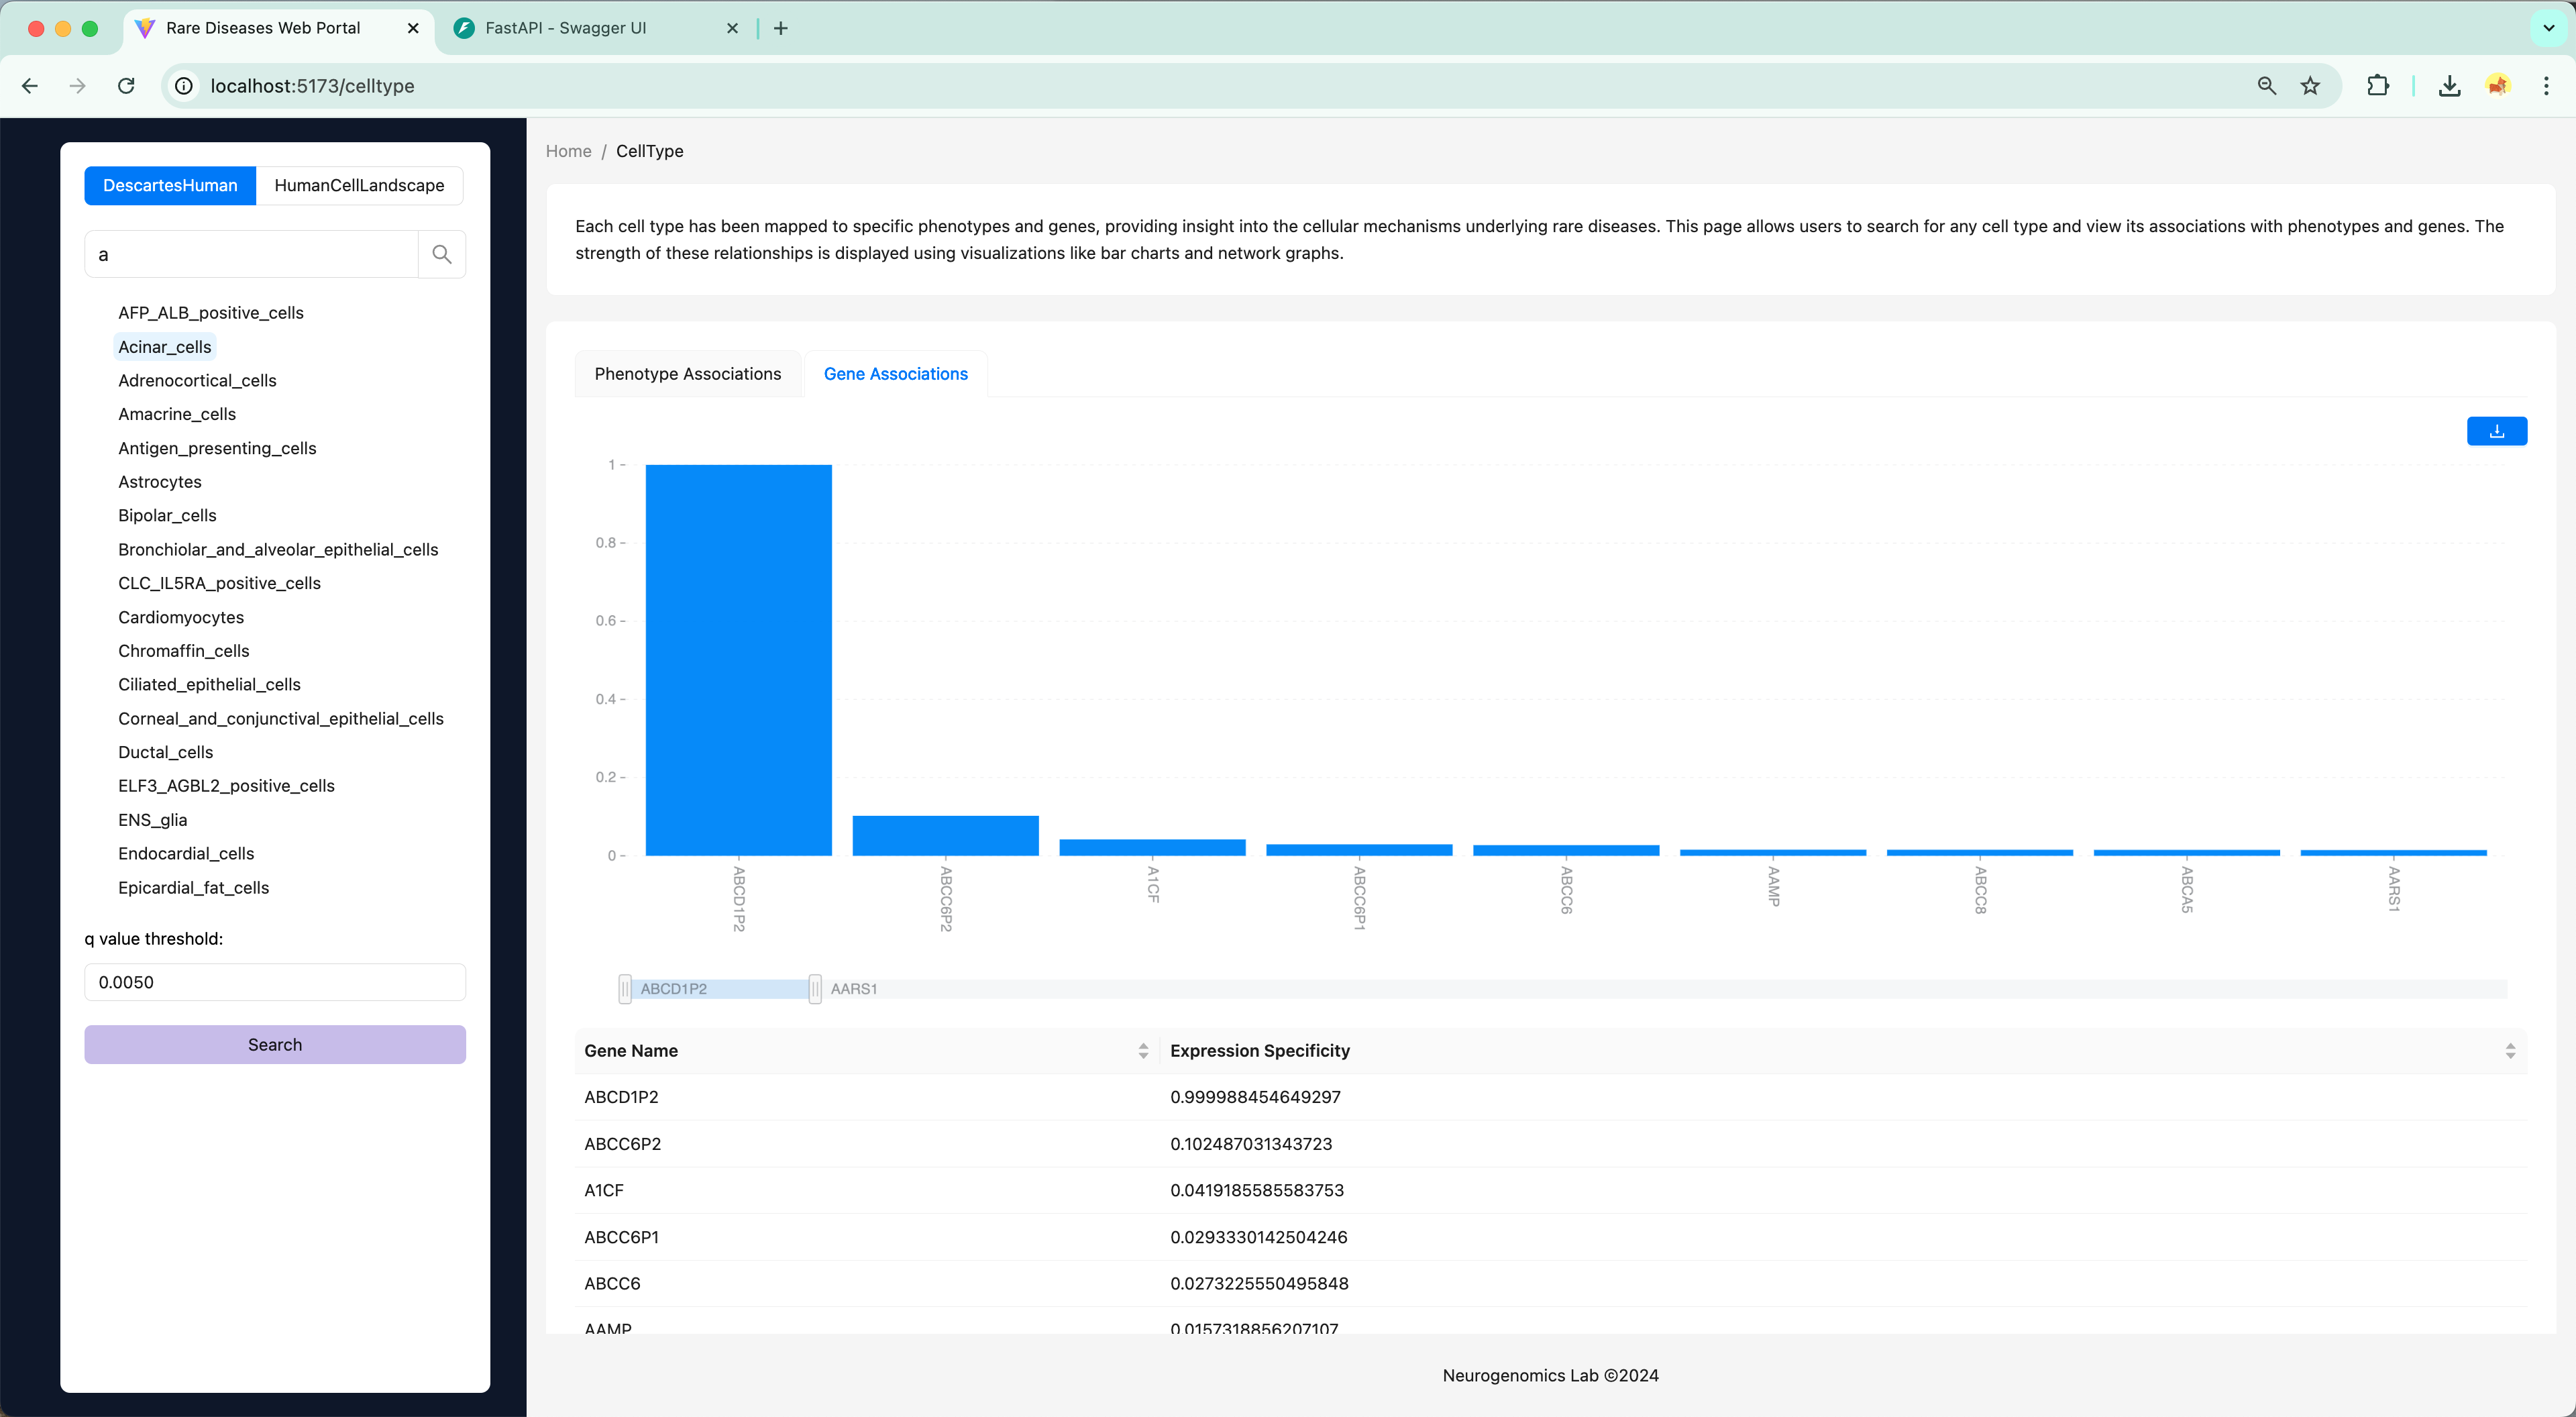 Rare Diseases Web Portal
FastAPI - Swagger UI
localhost:5173/celltype
DescartesHuman
HumanCellLandscape
a
AFP_ALB_positive_cells
Acinar_cells
Adrenocortical_cells
Amacrine_cells
Antigen_presenting_cells
Astrocytes
Bipolar_cells
Bronchiolar_and_alveolar_epithelial_cells
CLC_IL5RA_positive_cells
Cardiomyocytes
Chromaffin_cells
Ciliated_epithelial_cells
Corneal_and_conjunctival_epithelial_cells
Ductal_cells
ELF3_AGBL2_positive_cells
ENS_glia
Endocardial_cells
Epicardial_fat_cells
q value threshold:
0.0050
Search
Home / CellType
Each cell type has been mapped to specific phenotypes and genes, providing insight into the cellular mechanisms underlying rare diseases. This page allows users to search for any cell type and view its associations with phenotypes and genes. The
strength of these relationships is displayed using visualizations like bar charts and network graphs.
Phenotype Associations
Gene Associations
1
0.8
0.6
0.4
0.2
0
ABCD1P2
ABCC6P2
A1CF
ABCC6P1
ABCC6
AAMP
ABCC8
ABCA5
AARS1
ABCD1P2
AARS1
Gene Name
Expression Specificity
ABCD1P2
0.999988454649297
ABCC6P2
0.102487031343723
A1CF
0.0419185585583753
ABCC6P1
0.0293330142504246
ABCC6
0.0273225550495848
AAMP
0.0157318856207107
Neurogenomics Lab ©2024